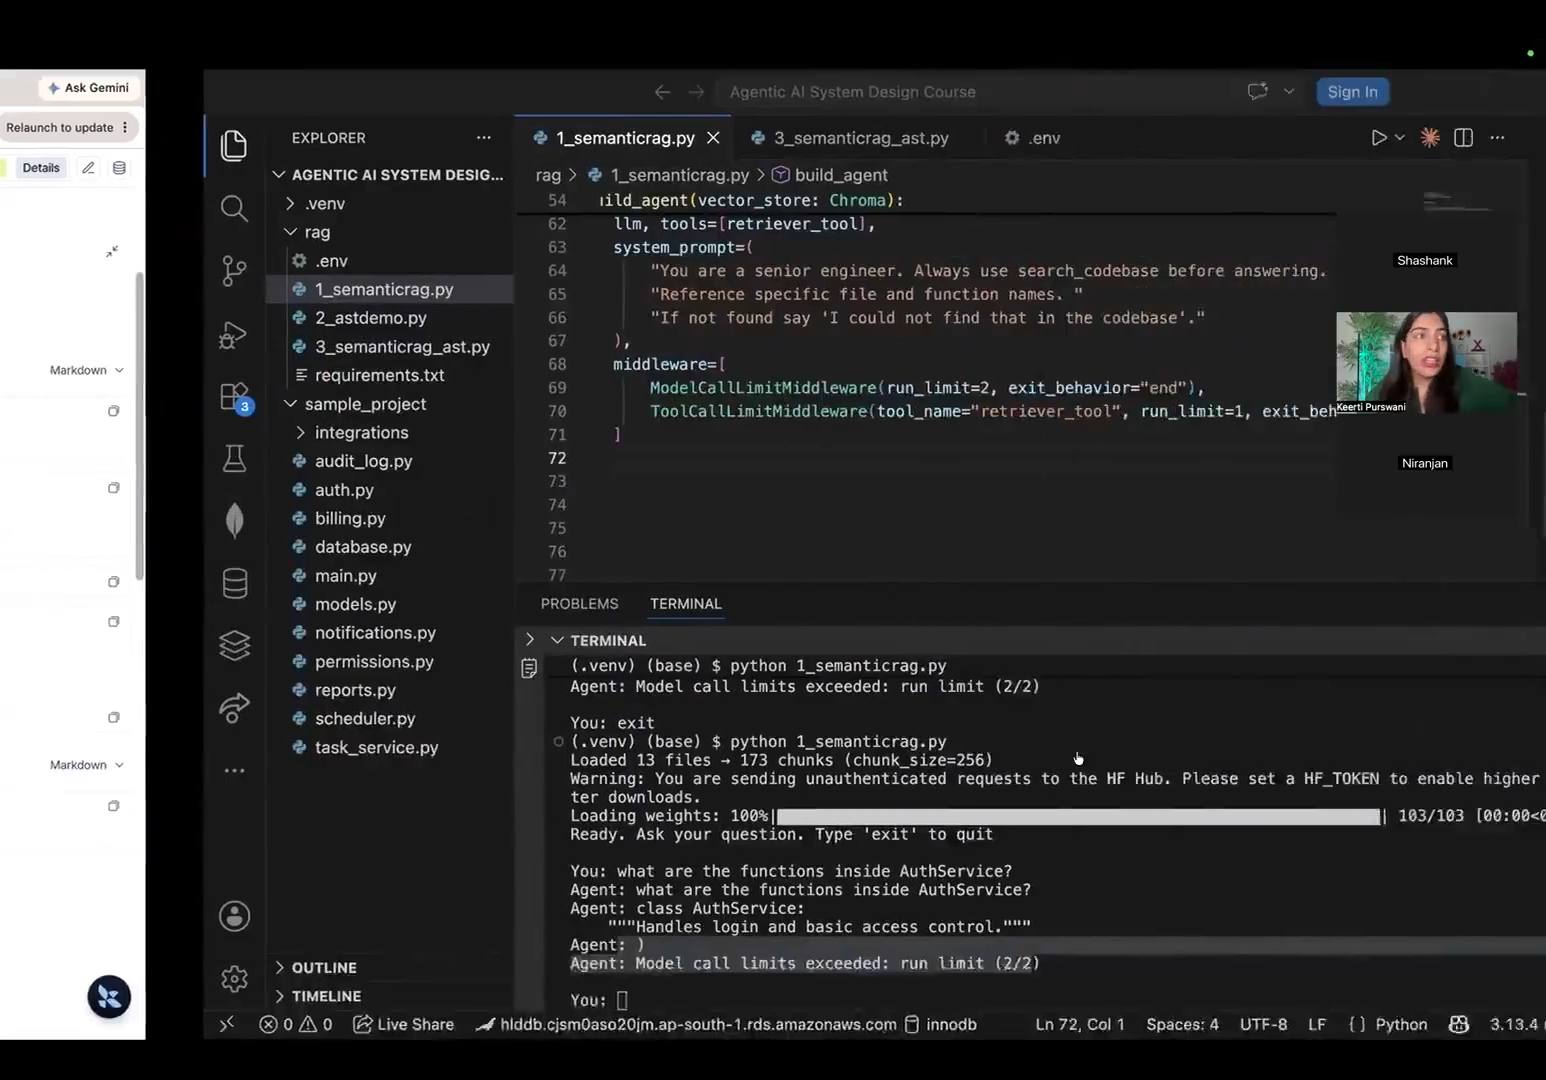 Ask Gemini
Relaunch to update
Details
Markdown
Markdown
Agentic AI System Design Course
Sign In
EXPLORER
AGENTIC AI SYSTEM DESIG...
.venv
rag
.env
1_semanticrag.py
2_astdemo.py
3_semanticrag_ast.py
requirements.txt
sample_project
integrations
audit_log.py
auth.py
billing.py
database.py
main.py
models.py
notifications.py
permissions.py
reports.py
scheduler.py
task_service.py
OUTLINE
TIMELINE
3
1_semanticrag.py
3_semanticrag_ast.py
.env
rag > 1_semanticrag.py > build_agent
54 ild_agent(vector_store: Chroma):
62 llm, tools=[retriever_tool],
63 system_prompt=(
64 "You are a senior engineer. Always use search_codebase before answering.
65 "Reference specific file and function names. "
66 "If not found say 'I could not find that in the codebase'."
67 ),
68 middleware=[
69 ModelCallLimitMiddleware(run_limit=2, exit_behavior="end"),
70 ToolCallLimitMiddleware(tool_name="retriever_tool", run_limit=1, exit_beh
71 ]
72
73
74
75
76
77
Shashank
Keerti Purswani
Niranjan
PROBLEMS TERMINAL
TERMINAL
(.venv) (base) $ python 1_semanticrag.py
Agent: Model call limits exceeded: run limit (2/2)
You: exit
(.venv) (base) $ python 1_semanticrag.py
Loaded 13 files → 173 chunks (chunk_size=256)
Warning: You are sending unauthenticated requests to the HF Hub. Please set a HF_TOKEN to enable higher
ter downloads.
Loading weights: 100%| | 103/103 [00:00<0
Ready. Ask your question. Type 'exit' to quit
You: what are the functions inside AuthService?
Agent: what are the functions inside AuthService?
Agent: class AuthService:
"""Handles login and basic access control."""
Agent: )
Agent: Model call limits exceeded: run limit (2/2)
You:
0 0 Live Share hlddb.cjsm0aso20jm.ap-south-1.rds.amazonaws.com innodb Ln 72, Col 1 Spaces: 4 UTF-8 LF { } Python 3.13.4